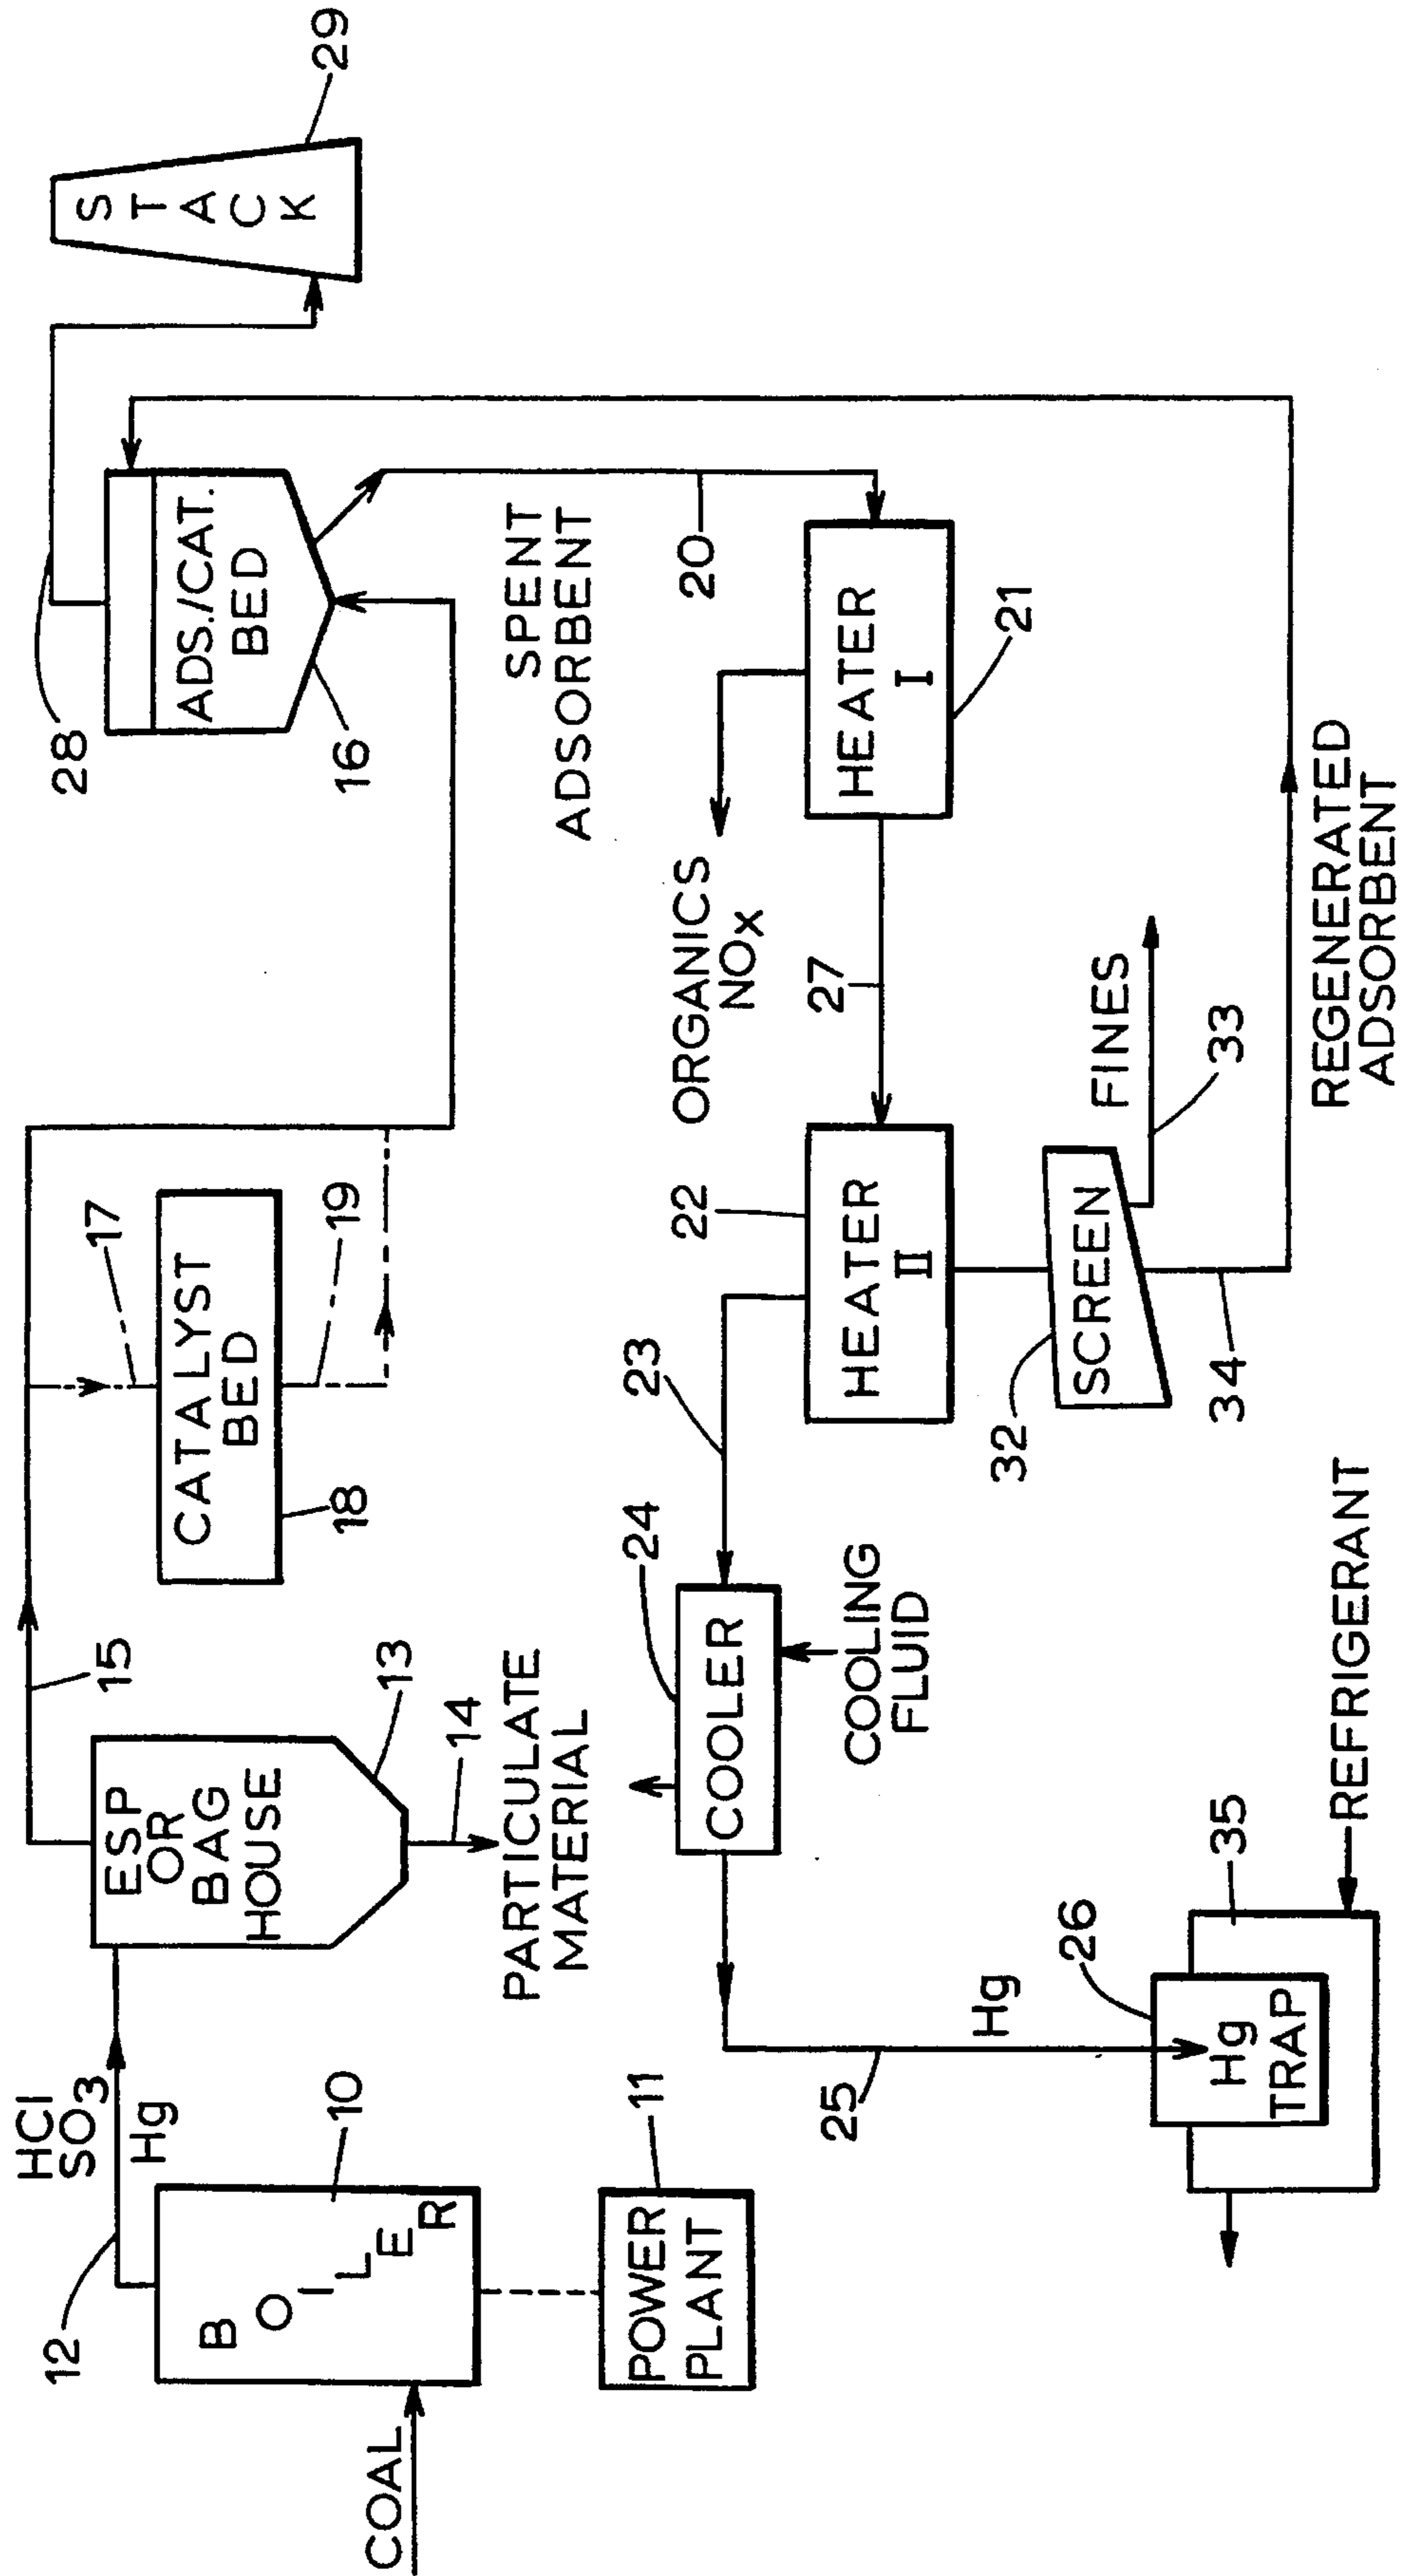 COAL
BOILER
10
POWER
PLANT
11
12
HCl
SO3
Hg
ESP
OR
BAG
HOUSE
13
14
PARTICULATE
MATERIAL
15
17
CATALYST
BED
18
19
ADS./CAT.
BED
16
28
STACK
29
SPENT
ADSORBENT
20
HEATER
I
21
ORGANICS
NOx
27
HEATER
II
22
23
COOLER
24
COOLING
FLUID
25
Hg
Hg
TRAP
26
35
REFRIGERANT
SCREEN
32
FINES
33
34
REGENERATED
ADSORBENT